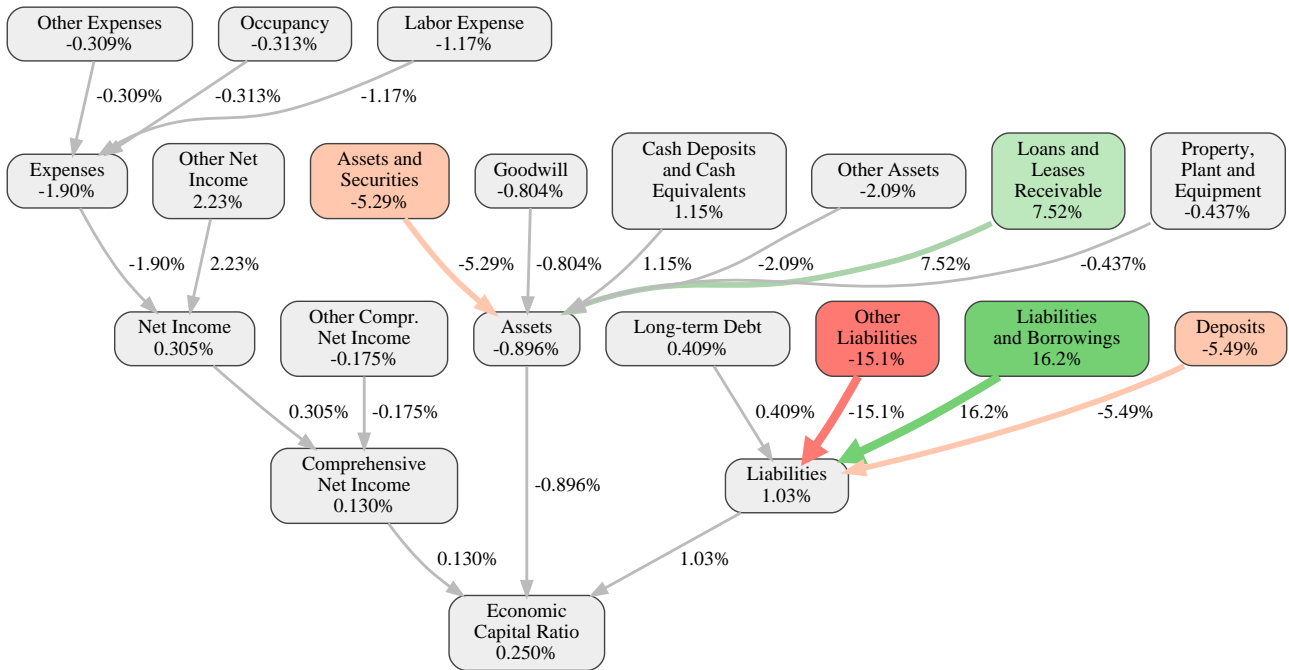 Other Expenses
-0.309%
Occupancy
-0.313%
Labor Expense
-1.17%
-0.309%
-0.313%
-1.17%
Expenses
-1.90%
Other Net
Income
2.23%
Assets and
Securities
-5.29%
Goodwill
-0.804%
Cash Deposits
and Cash
Equivalents
1.15%
Other Assets
-2.09%
Loans and
Leases
Receivable
7.52%
Property,
Plant and
Equipment
-0.437%
-1.90%
2.23%
-5.29%
-0.804%
1.15%
-2.09%
7.52%
-0.437%
Net Income
0.305%
Other Compr.
Net Income
-0.175%
Assets
-0.896%
Long-term Debt
0.409%
Other
Liabilities
-15.1%
Liabilities
and Borrowings
16.2%
Deposits
-5.49%
0.305%
-0.175%
0.409%
-15.1%
16.2%
-5.49%
Comprehensive
Net Income
0.130%
-0.896%
Liabilities
1.03%
0.130%
1.03%
Economic
Capital Ratio
0.250%